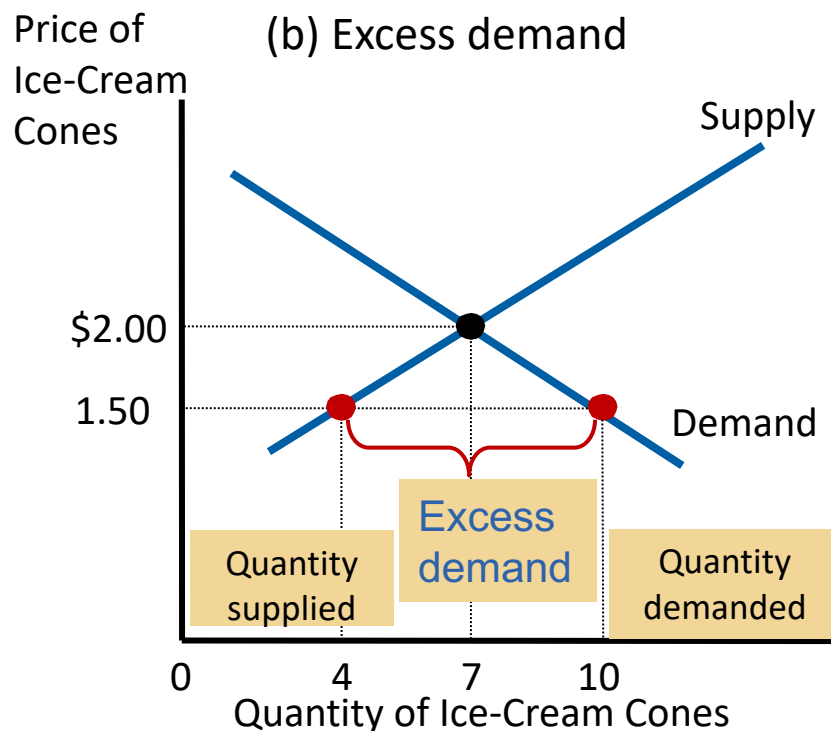 Price of
Ice-Cream
Cones
(b) Excess demand
Supply
$2.00
1.50
Demand
Excess
demand
Quantity
supplied
Quantity
demanded
0
4
7
10
Quantity of Ice-Cream Cones